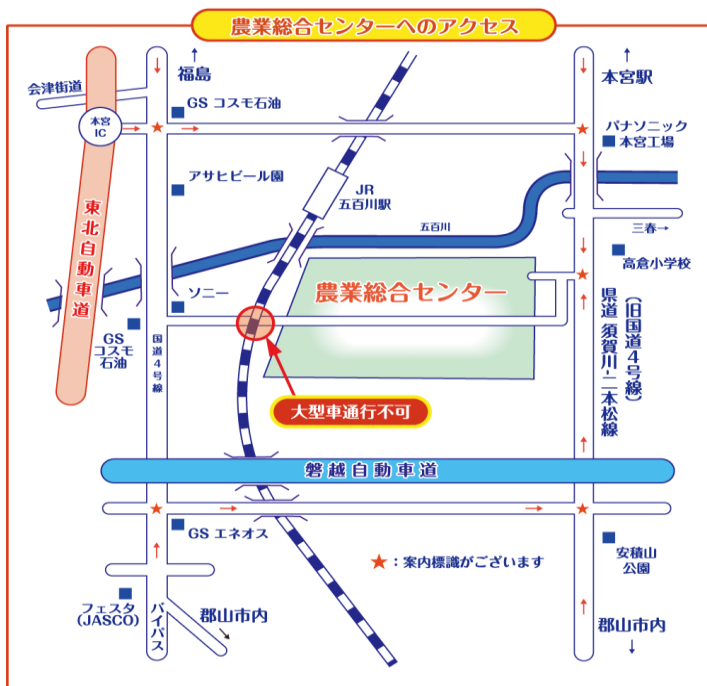 農業総合センターへのアクセス
福島
本宮駅
会津街道
GS コスモ石油
本宮
IC
パナソニック
本宮工場
アサヒビール園
JR
五百川駅
東北自動車道
五百川
三春→
高倉小学校
ソニー
農業総合センター
GS
コスモ
石油
国道4号線
(旧国道4号線)
県道 須賀川・二本松線
大型車通行不可
磐越自動車道
GS エネオス
★:案内標識がございます
安積山
公園
フェスタ
(JASCO)
バイパス
郡山市内
郡山市内